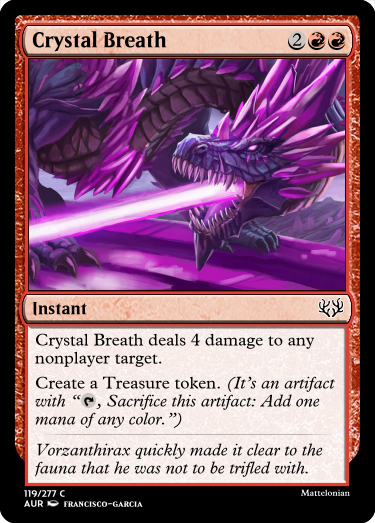 Crystal Breath 2
Instant
Crystal Breath deals 4 damage to any
nonplayer target.
Create a Treasure token. (It's an artifact
with “, Sacrifice this artifact: Add one
mana of any color.”)
Vorzanthirax quickly made it clear to the
fauna that he was not to be trifled with.
119/277 C Mattelonian
AUR FRANCISCO-GARCIA